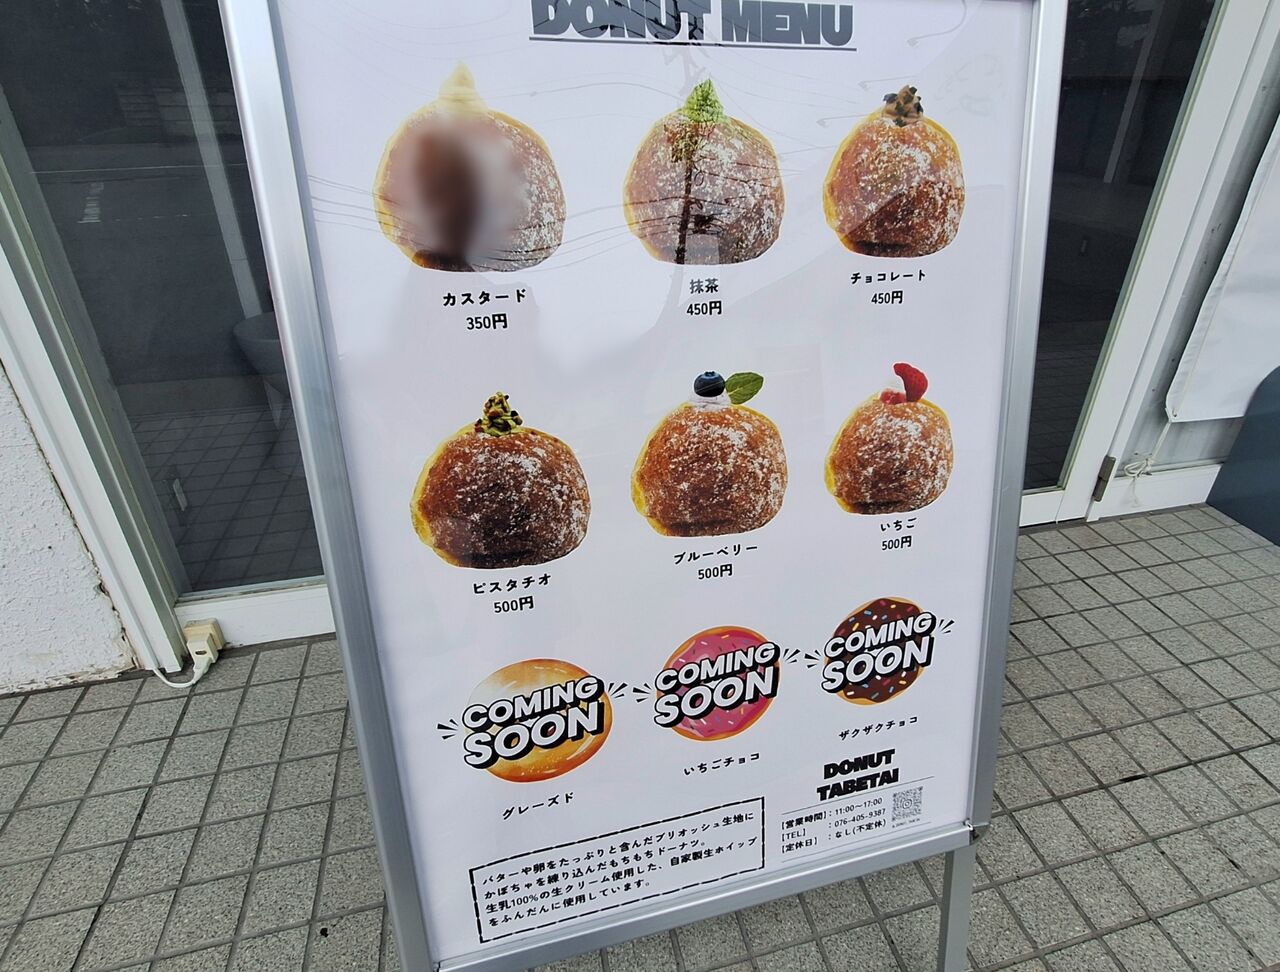 DONUT MENU
カスタード
350円
抹茶
450円
チョコレート
450円
ピスタチオ
500円
ブルーベリー
500円
いちご
500円
COMING
SOON
グレーズド
COMING
SOON
いちごチョコ
COMING
SOON
ザクザクチョコ
バターや卵をたっぷりと含んだブリオッシュ生地に
かぼちゃを練り込んだもちもちドーナツ。
生乳100%の生クリーム使用した、自家製生ホイップ
をふんだんに使用しています。
DONUT
TABETAI
[営業時間]：11:00～17:00
[TEL]　：076-405-9387
[定休日]　：なし(不定休)